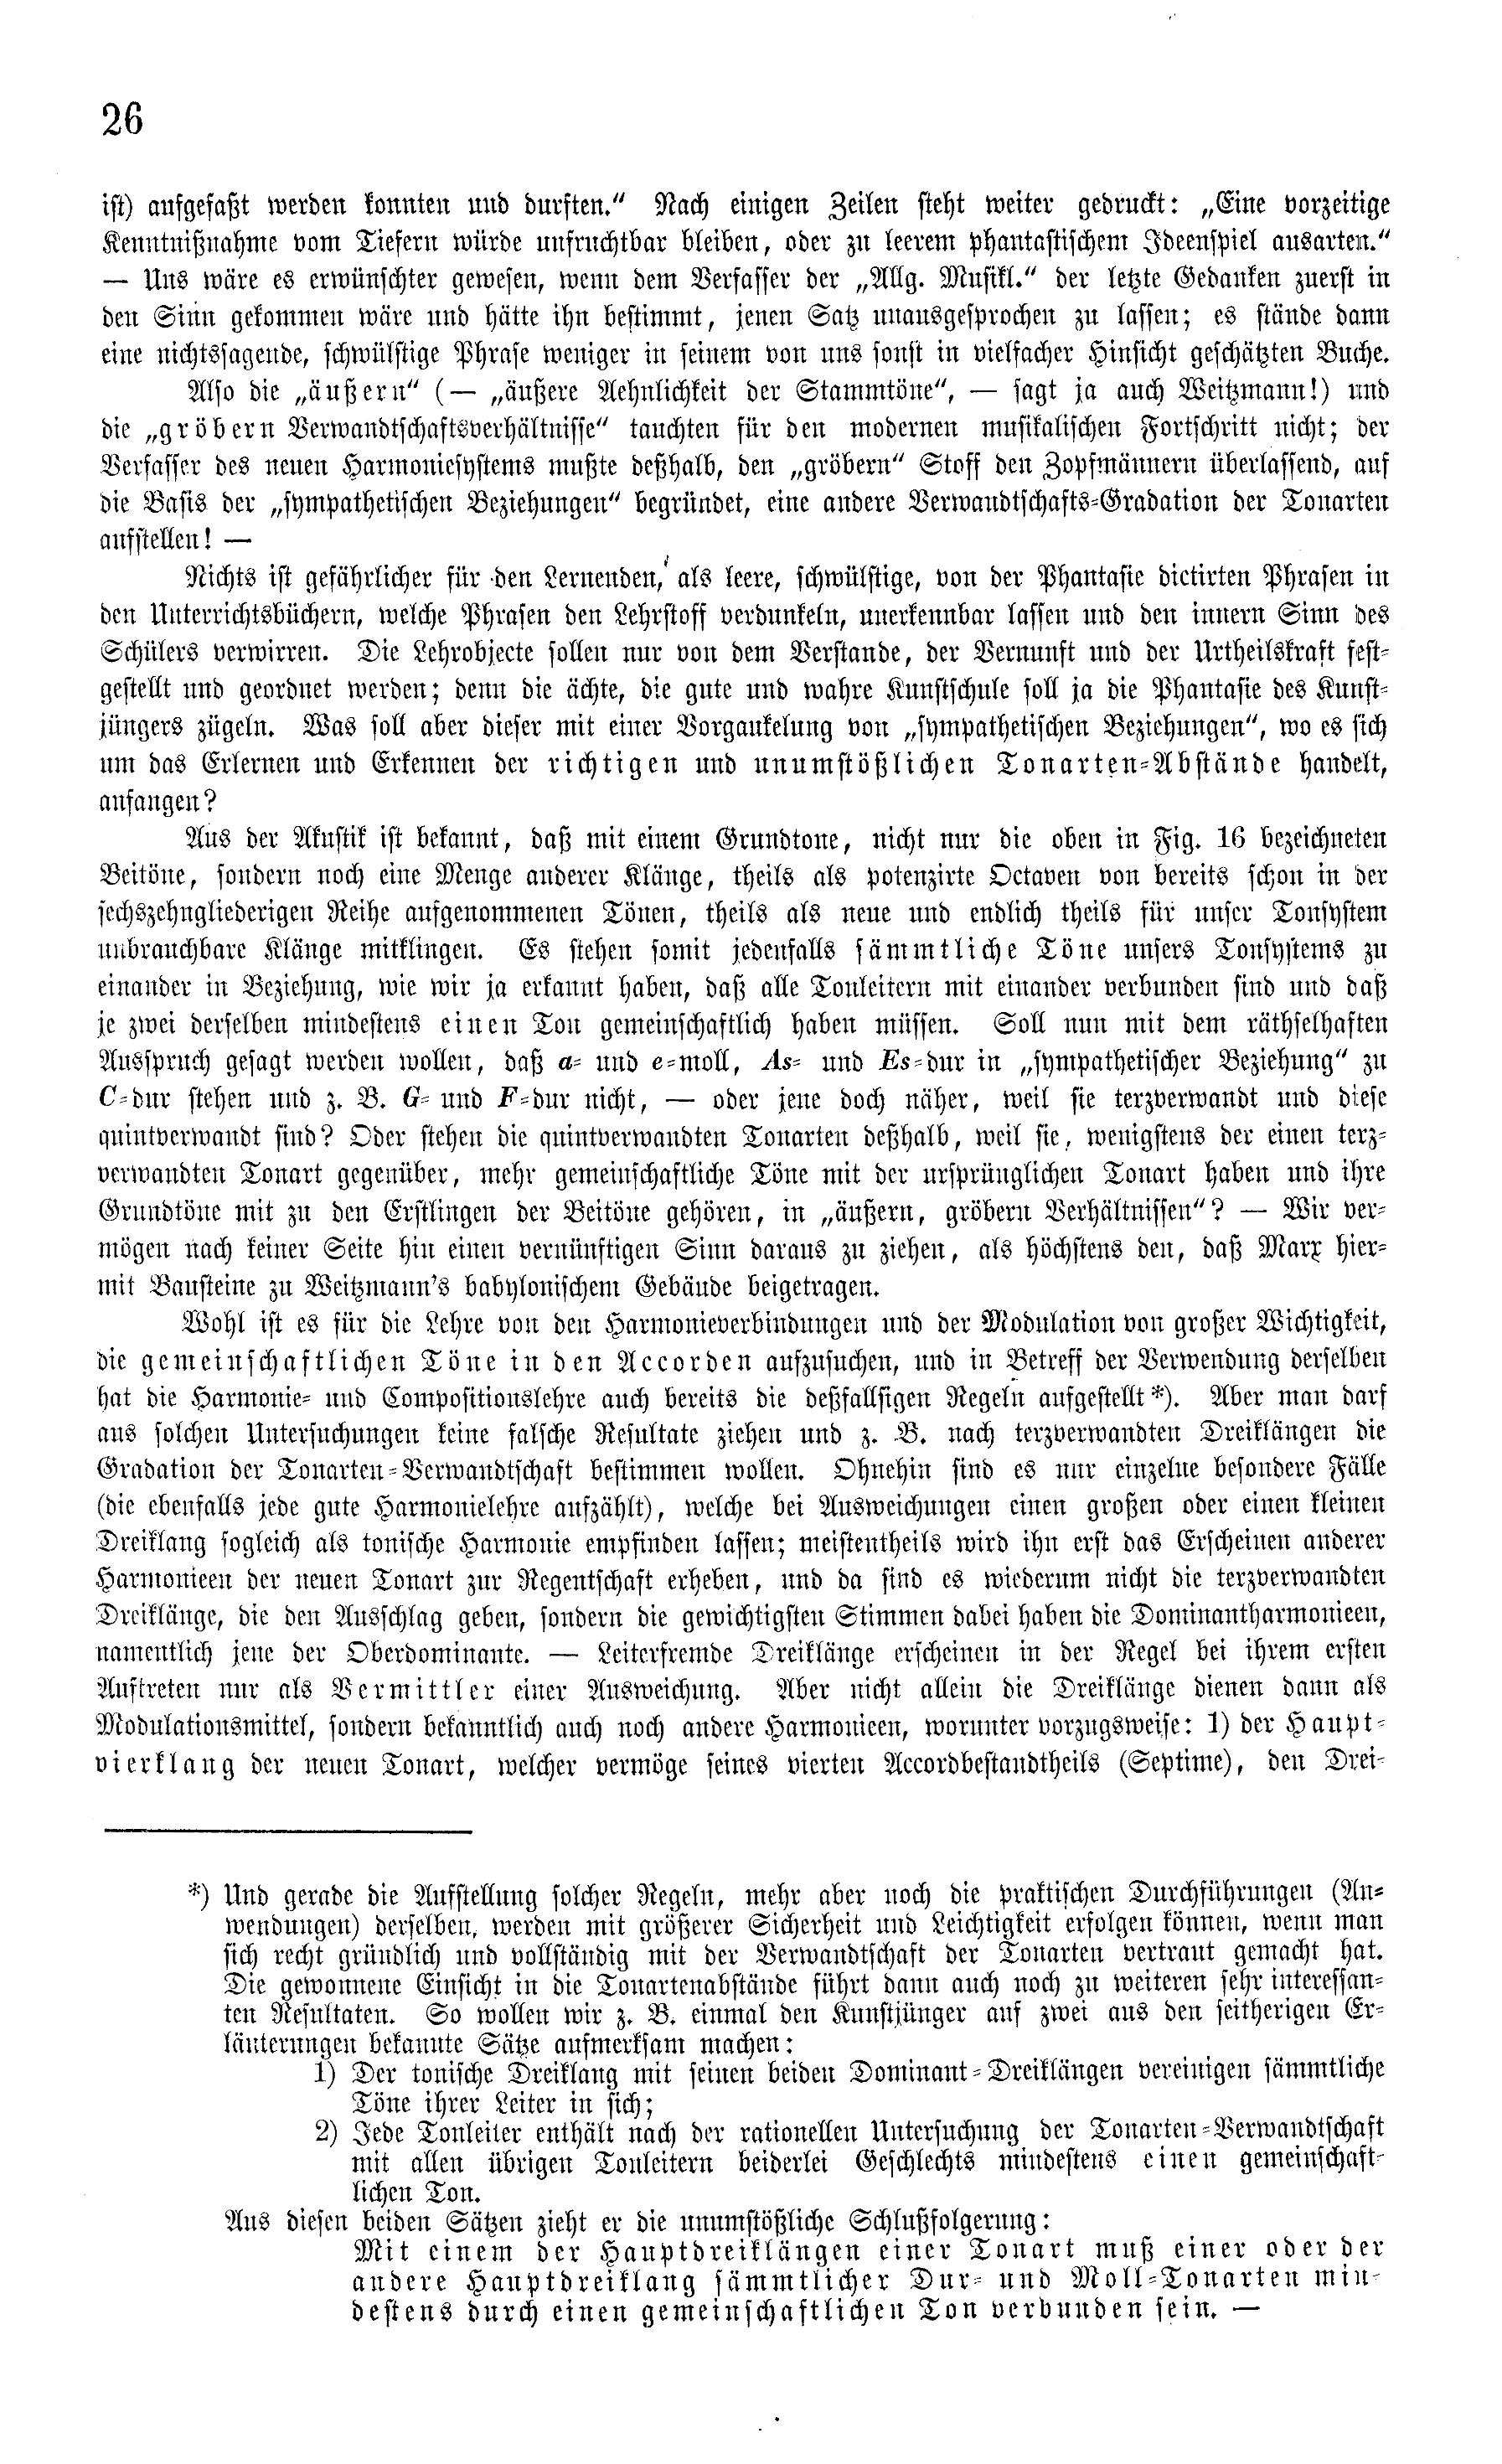 26
ist) aufgefaßt werden konnten und durften.“ Nach einigen Zeilen steht weiter gedruckt: „Eine vorzeitige
Kenntnißnahme vom Tiefern würde unfruchtbar bleiben, oder zu leerem phantastischem Ideenspiel ausarten.“
— Uns wäre es erwünschter gewesen, wenn dem Verfasser der „Allg. Musikl.“ der letzte Gedanken zuerst in
den Sinn gekommen wäre und hätte ihn bestimmt, jenen Satz unausgesprochen zu lassen; es stände dann
eine nichtssagende, schwülstige Phrase weniger in seinem von uns sonst in vielfacher Hinsicht geschätzten Buche.
Also die „äußern“ (— „äußere Aehnlichkeit der Stammtöne“, — sagt ja auch Weitzmann!) und
die „gröbern Verwandtschaftsverhältnisse“ tauchten für den modernen musikalischen Fortschritt nicht; der
Verfasser des neuen Harmoniesystems mußte deßhalb, den „gröbern“ Stoff den Zopfmännern überlassend, auf
die Basis der „sympathetischen Beziehungen“ begründet, eine andere Verwandtschafts-Gradation der Tonarten
aufstellen! —
Nichts ist gefährlicher für den Lernenden, als leere, schwülstige, von der Phantasie dictirten Phrasen in
den Unterrichtsbüchern, welche Phrasen den Lehrstoff verdunkeln, unerkennbar lassen und den innern Sinn des
Schülers verwirren. Die Lehrobjecte sollen nur von dem Verstande, der Vernunft und der Urtheilskraft fest-
gestellt und geordnet werden; denn die ächte, die gute und wahre Kunstschule soll ja die Phantasie des Kunst-
jüngers zügeln. Was soll aber dieser mit einer Vorgaukelung von „sympathetischen Beziehungen“, wo es sich
um das Erlernen und Erkennen der richtigen und unumstößlichen Tonarten-Abstände handelt,
anfangen?
Aus der Akustik ist bekannt, daß mit einem Grundtone, nicht nur die oben in Fig. 16 bezeichneten
Beitöne, sondern noch eine Menge anderer Klänge, theils als potenzirte Octaven von bereits schon in der
sechszehngliederigen Reihe aufgenommenen Tönen, theils als neue und endlich theils für unser Tonsystem
unbrauchbare Klänge mitklingen. Es stehen somit jedenfalls sämmtliche Töne unsers Tonsystems zu
einander in Beziehung, wie wir ja erkannt haben, daß alle Tonleitern mit einander verbunden sind und daß
je zwei derselben mindestens einen Ton gemeinschaftlich haben müssen. Soll nun mit dem räthselhaften
Ausspruch gesagt werden wollen, daß a- und e-moll, As- und Es-dur in „sympathetischer Beziehung“ zu
C-dur stehen und z. B. G- und F-dur nicht, — oder jene doch näher, weil sie terzverwandt und diese
quintverwandt sind? Oder stehen die quintverwandten Tonarten deßhalb, weil sie, wenigstens der einen terz-
verwandten Tonart gegenüber, mehr gemeinschaftliche Töne mit der ursprünglichen Tonart haben und ihre
Grundtöne mit zu den Erstlingen der Beitöne gehören, in „äußern, gröbern Verhältnissen“? — Wir ver-
mögen nach keiner Seite hin einen vernünftigen Sinn daraus zu ziehen, als höchstens den, daß Marx hier-
mit Bausteine zu Weitzmann's babylonischem Gebäude beigetragen.
Wohl ist es für die Lehre von den Harmonieverbindungen und der Modulation von großer Wichtigkeit,
die gemeinschaftlichen Töne in den Accorden aufzusuchen, und in Betreff der Verwendung derselben
hat die Harmonie- und Compositionslehre auch bereits die deßfallsigen Regeln aufgestellt*). Aber man darf
aus solchen Untersuchungen keine falsche Resultate ziehen und z. B. nach terzverwandten Dreiklängen die
Gradation der Tonarten-Verwandtschaft bestimmen wollen. Ohnehin sind es nur einzelne besondere Fälle
(die ebenfalls jede gute Harmonielehre aufzählt), welche bei Ausweichungen einen großen oder einen kleinen
Dreiklang sogleich als tonische Harmonie empfinden lassen; meistentheils wird ihn erst das Erscheinen anderer
Harmonieen der neuen Tonart zur Regentschaft erheben, und da sind es wiederum nicht die terzverwandten
Dreiklänge, die den Ausschlag geben, sondern die gewichtigsten Stimmen dabei haben die Dominantharmonieen,
namentlich jene der Oberdominante. — Leiterfremde Dreiklänge erscheinen in der Regel bei ihrem ersten
Auftreten nur als Vermittler einer Ausweichung. Aber nicht allein die Dreiklänge dienen dann als
Modulationsmittel, sondern bekanntlich auch noch andere Harmonieen, worunter vorzugsweise: 1) der Haupt-
vierklang der neuen Tonart, welcher vermöge seines vierten Accordbestandtheils (Septime), den Drei-
*) Und gerade die Aufstellung solcher Regeln, mehr aber noch die praktischen Durchführungen (An-
wendungen) derselben, werden mit größerer Sicherheit und Leichtigkeit erfolgen können, wenn man
sich recht gründlich und vollständig mit der Verwandtschaft der Tonarten vertraut gemacht hat.
Die gewonnene Einsicht in die Tonartenabstände führt dann auch noch zu weiteren sehr interessan-
ten Resultaten. So wollen wir z. B. einmal den Kunstjünger auf zwei aus den seitherigen Er-
läuterungen bekannte Sätze aufmerksam machen:
1) Der tonische Dreiklang mit seinen beiden Dominant-Dreiklängen vereinigen sämmtliche
Töne ihrer Leiter in sich;
2) Jede Tonleiter enthält nach der rationellen Untersuchung der Tonarten-Verwandtschaft
mit allen übrigen Tonleitern beiderlei Geschlechts mindestens einen gemeinschaft-
lichen Ton.
Aus diesen beiden Sätzen zieht er die unumstößliche Schlußfolgerung:
Mit einem der Hauptdreiklängen einer Tonart muß einer oder der
andere Hauptdreiklang sämmtlicher Dur- und Moll-Tonarten min-
destens durch einen gemeinschaftlichen Ton verbunden sein. —